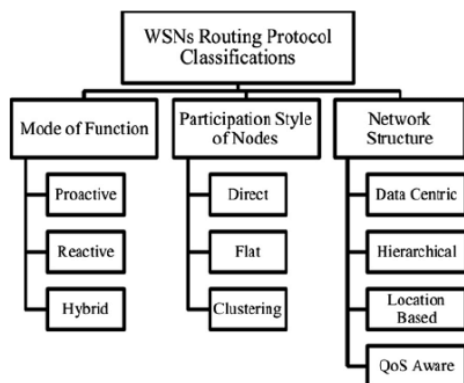 WSNs Routing Protocol
Classifications
Mode of Function
Participation Style
of Nodes
Network
Structure
Proactive
Direct
Data Centric
Reactive
Flat
Hierarchical
Hybrid
Clustering
Location
Based
QoS Aware